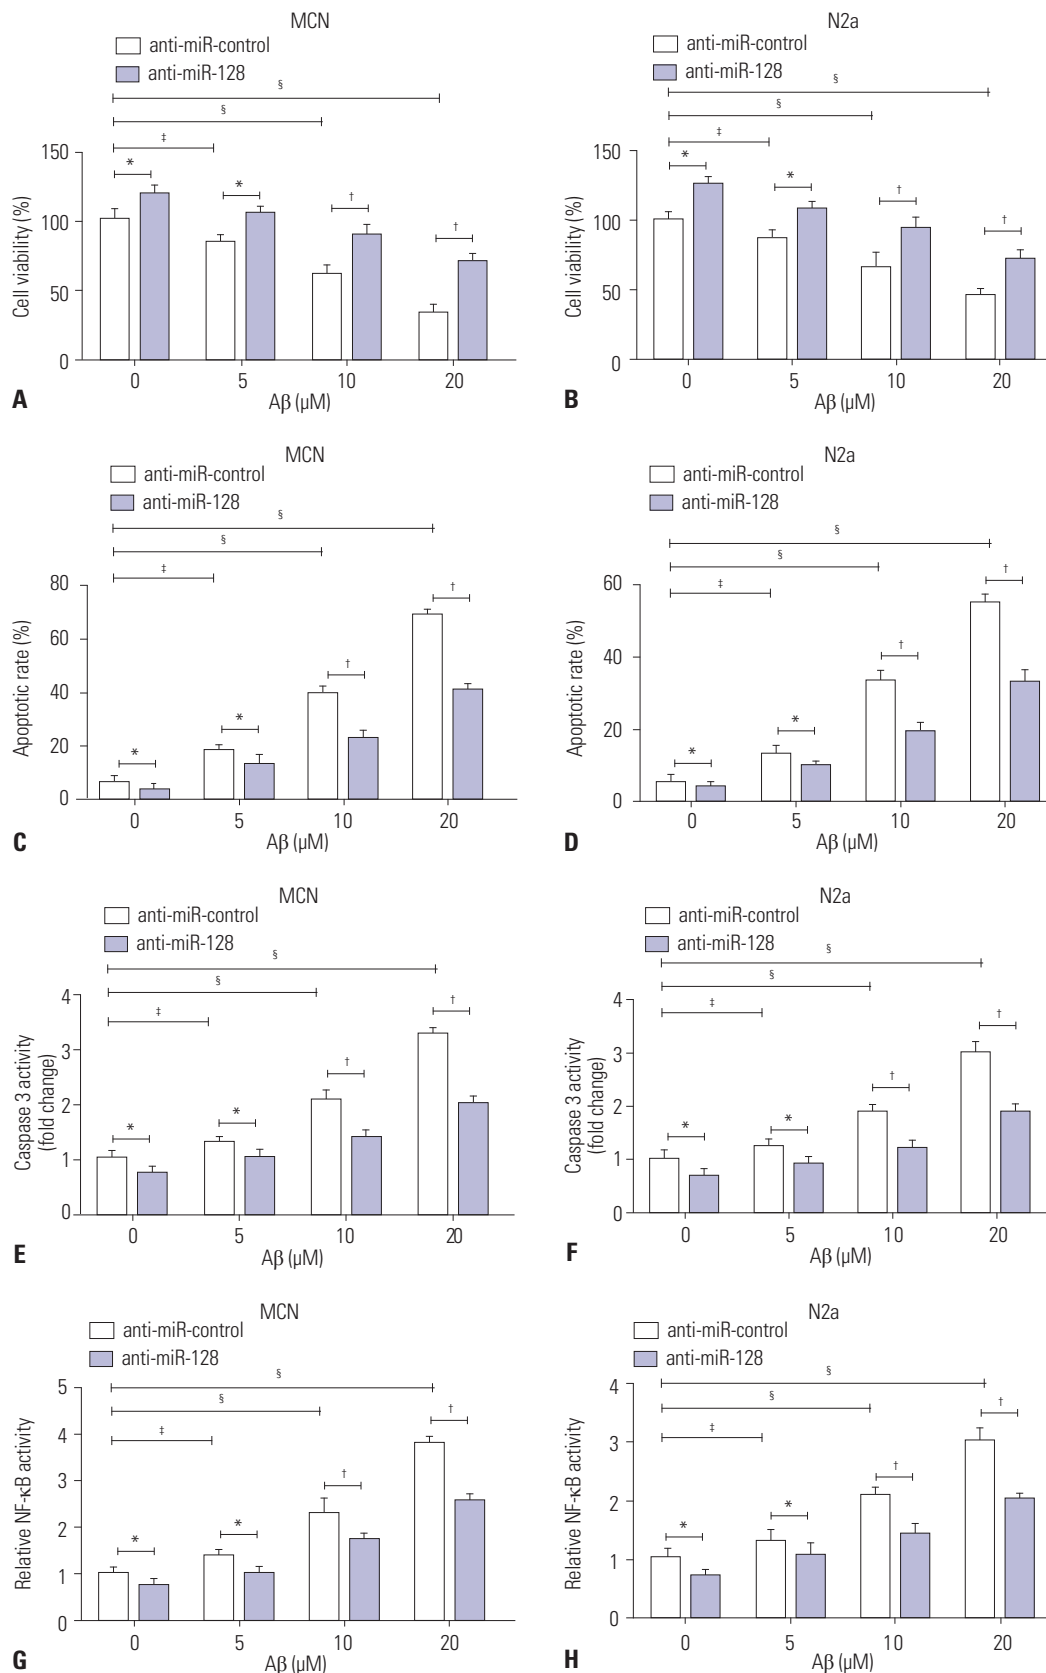 MCN
anti-miR-control
anti-miR-128
§
§
‡
*
*
†
†
150
100
50
0
Cell viability (%)
0 5 10 20
Aβ (µM)
A
N2a
anti-miR-control
anti-miR-128
§
§
‡
*
*
†
†
150
100
50
0
Cell viability (%)
0 5 10 20
Aβ (µM)
B
MCN
anti-miR-control
anti-miR-128
§
§
‡
†
†
*
*
80
60
40
20
0
Apoptotic rate (%)
0 5 10 20
Aβ (µM)
C
N2a
anti-miR-control
anti-miR-128
§
§
‡
†
†
*
*
60
40
20
0
Apoptotic rate (%)
0 5 10 20
Aβ (µM)
D
MCN
anti-miR-control
anti-miR-128
§
§
‡
†
†
*
*
4
3
2
1
0
Caspase 3 activity
(fold change)
0 5 10 20
Aβ (µM)
E
N2a
anti-miR-control
anti-miR-128
§
§
‡
†
†
*
*
4
3
2
1
0
Caspase 3 activity
(fold change)
0 5 10 20
Aβ (µM)
F
MCN
anti-miR-control
anti-miR-128
§
§
‡
†
†
*
*
5
4
3
2
1
0
Relative NF-κB activity
0 5 10 20
Aβ (µM)
G
N2a
anti-miR-control
anti-miR-128
§
§
‡
†
†
*
*
4
3
2
1
0
Relative NF-κB activity
0 5 10 20
Aβ (µM)
H